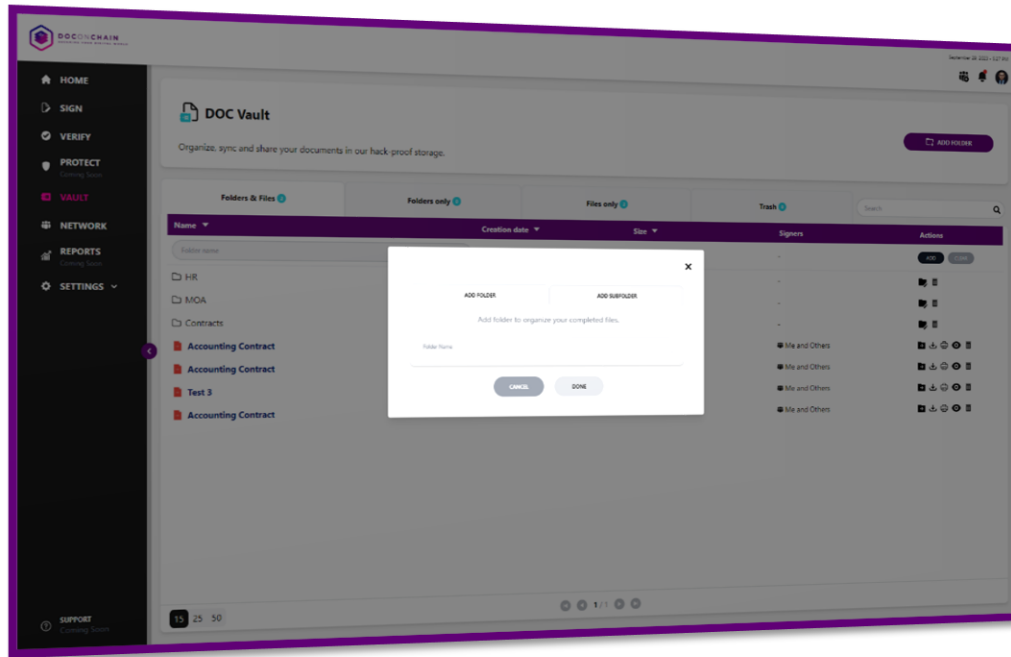 DOCONCHAIN
HOME
SIGN
VERIFY
PROTECT
Coming Soon
VAULT
NETWORK
REPORTS
Coming Soon
SETTINGS
SUPPORT
Coming Soon
DOC Vault
Organize, sync and share your documents in our hack-proof storage.
ADD FOLDER
Folders & Files
Folders only
Files only
Trash
Search
Name
Creation date
Size
Signers
Actions
Folder name
-
ADD
HR
-
MOA
-
Contracts
-
Accounting Contract
Me and Others
Accounting Contract
Me and Others
Test 3
Me and Others
Accounting Contract
Me and Others
ADD FOLDER
ADD SUBFOLDER
Add folder to organize your completed files.
Folder Name
CANCEL
DONE
15 25 50
1 / 1